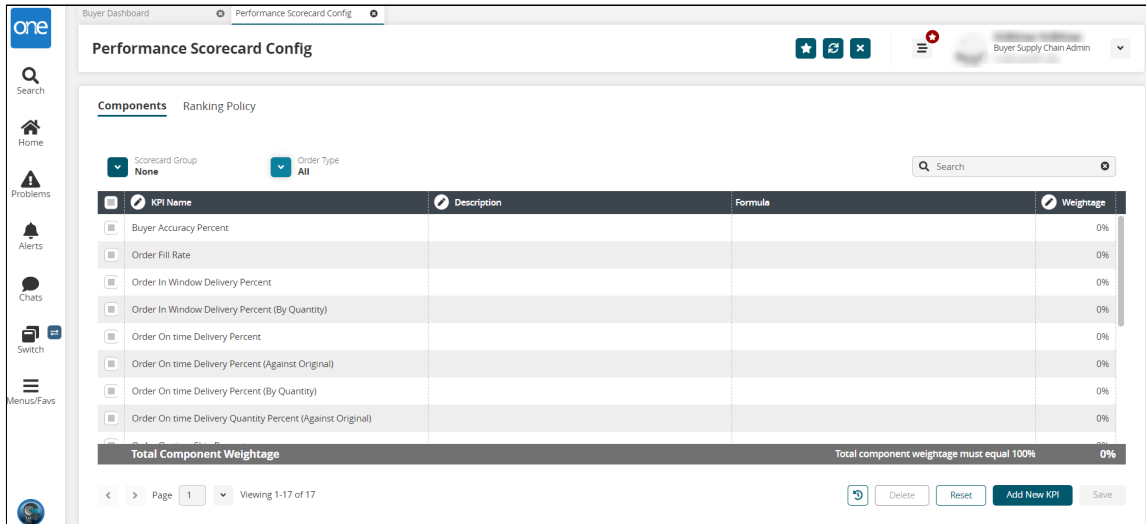 one
Buyer Dashboard
Performance Scorecard Config
Performance Scorecard Config
Buyer Supply Chain Admin
Search
Home
Problems
Alerts
Chats
Switch
Menus/Favs
Components Ranking Policy
Scorecard Group
None
Order Type
All
Search
KPI Name Description Formula Weightage
Buyer Accuracy Percent 0%
Order Fill Rate 0%
Order In Window Delivery Percent 0%
Order In Window Delivery Percent (By Quantity) 0%
Order On time Delivery Percent 0%
Order On time Delivery Percent (Against Original) 0%
Order On time Delivery Percent (By Quantity) 0%
Order On time Delivery Quantity Percent (Against Original) 0%
Total Component Weightage Total component weightage must equal 100% 0%
Page 1 Viewing 1-17 of 17
Delete Reset Add New KPI Save